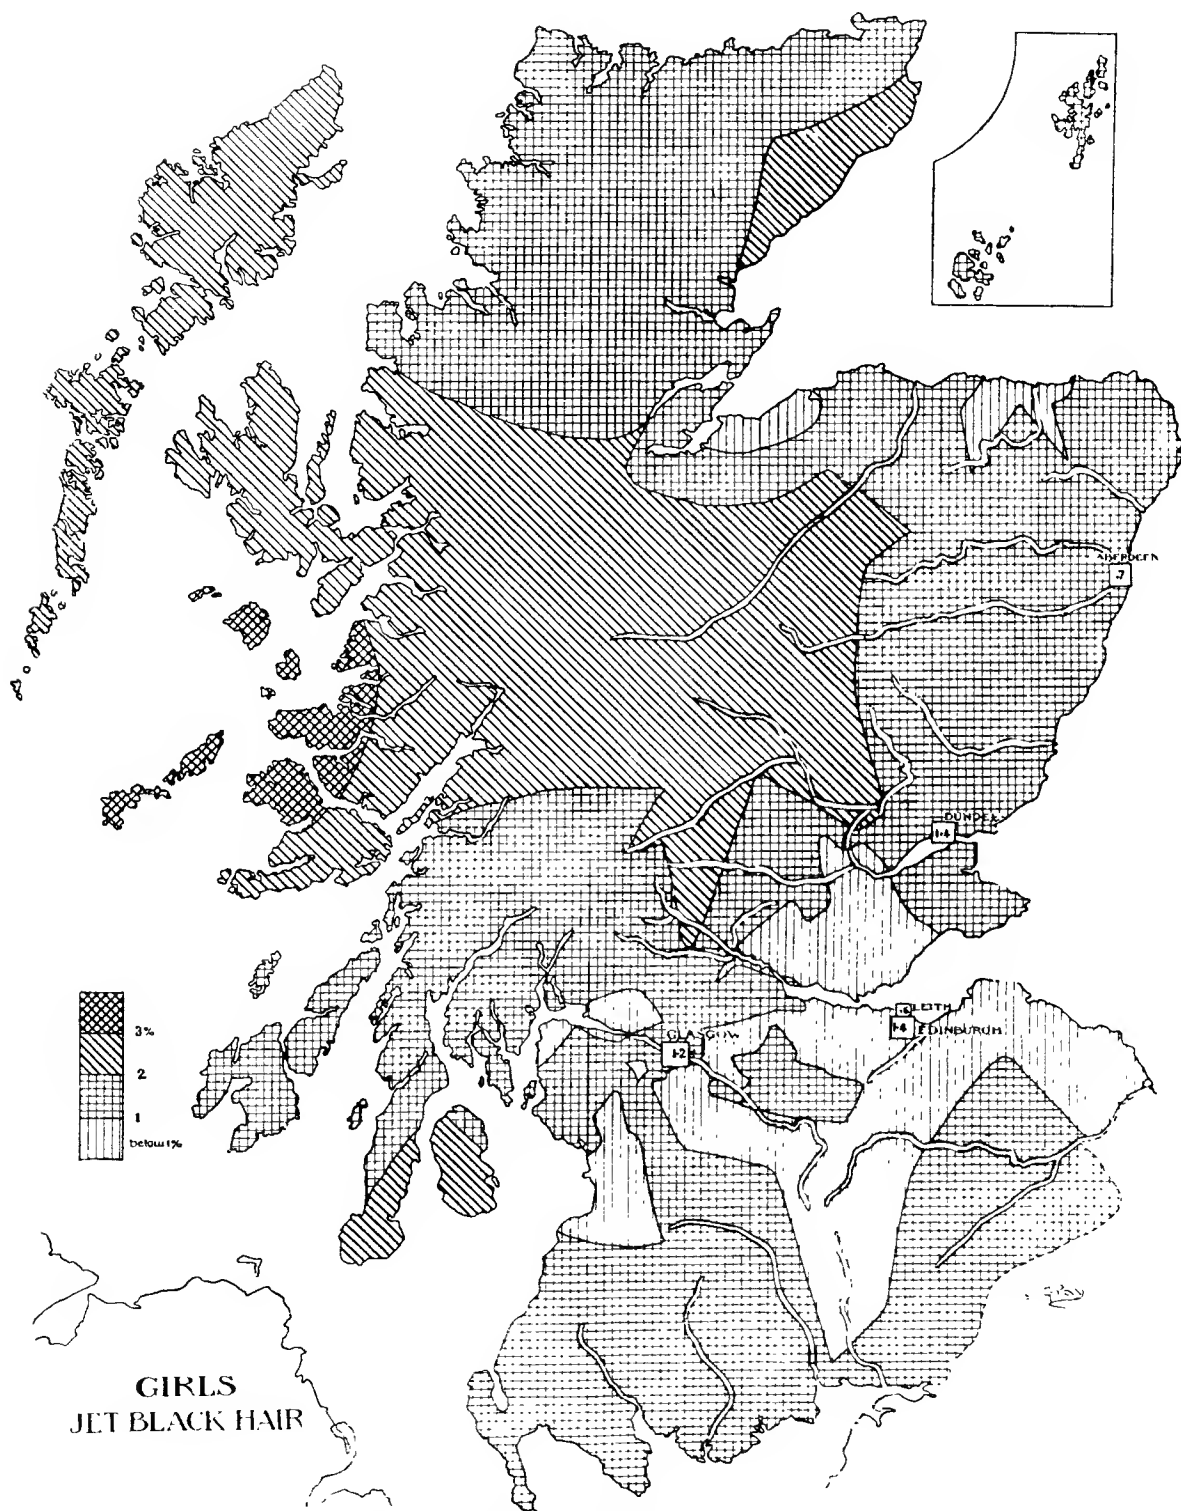 ABERDEEN
.7
DUNDEE
1·4
LEITH
.6
1·4
EDINBURGH
GLASGOW
1·2
3%
2
1
below 1%
GIRLS
JET BLACK HAIR